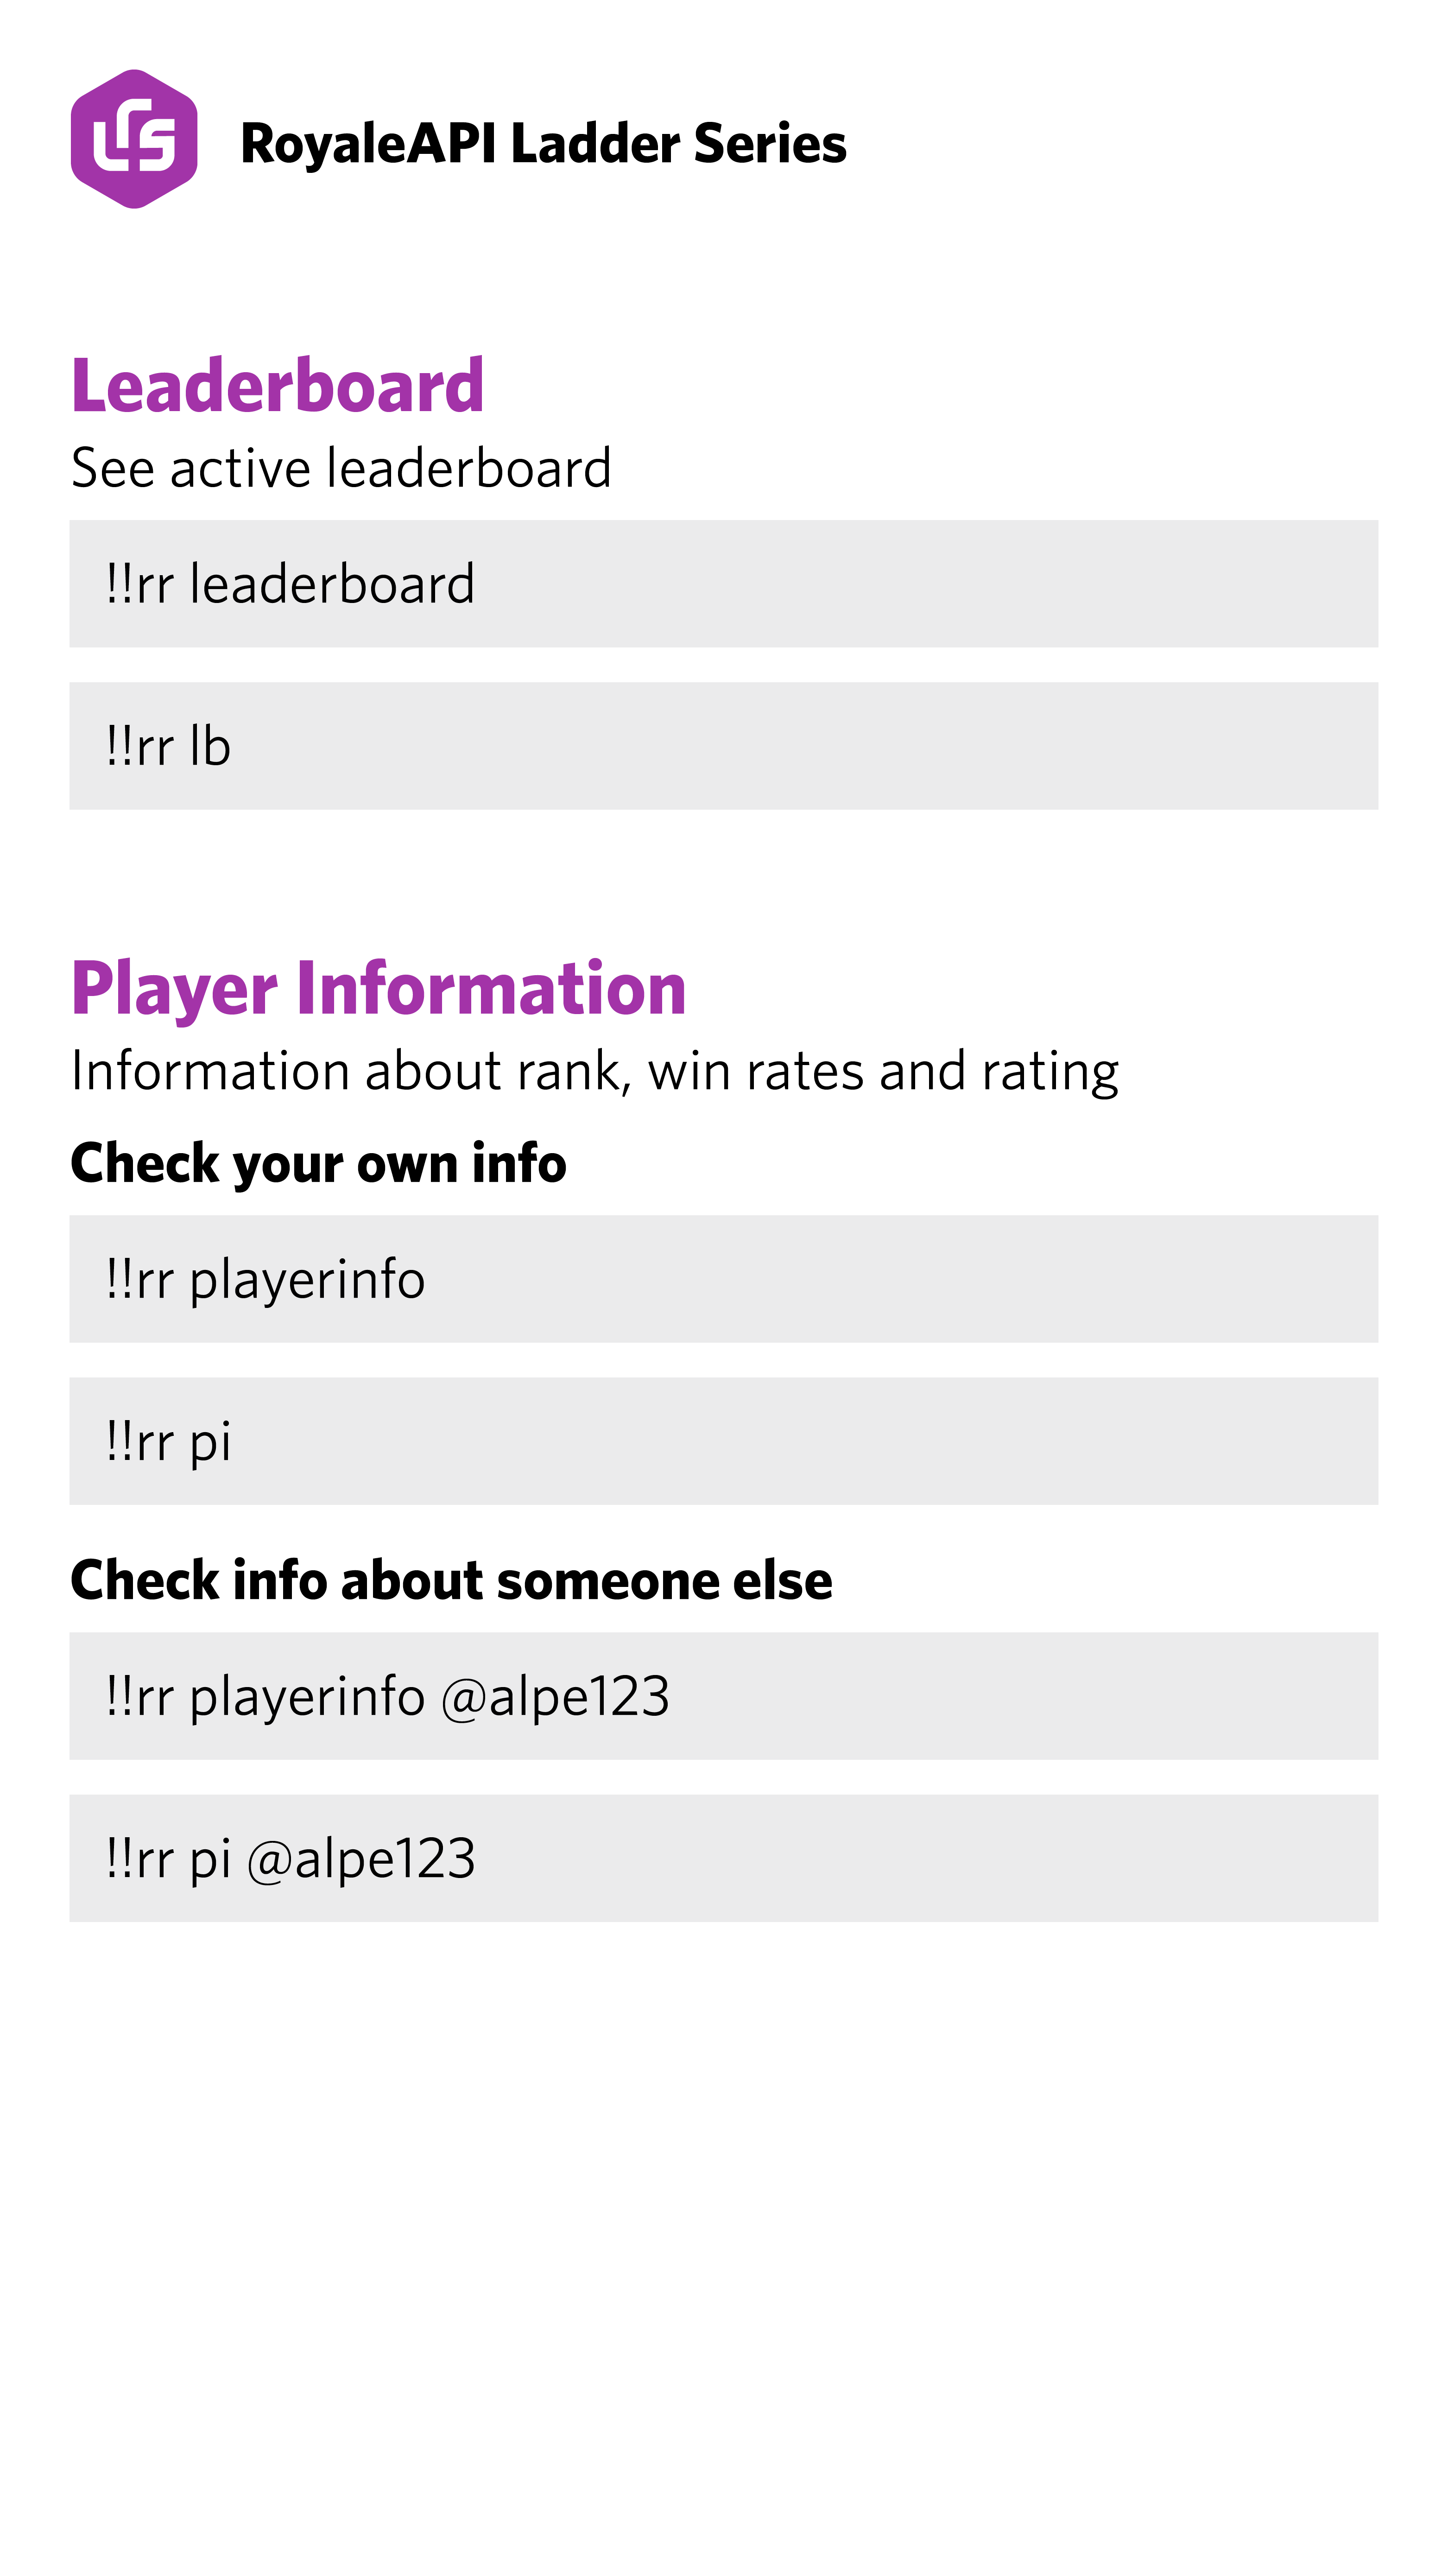 RoyaleAPI Ladder Series
Leaderboard
See active leaderboard
!!rr leaderboard
!!rr lb
Player Information
Information about rank, win rates and rating
Check your own info
!!rr playerinfo
!!rr pi
Check info about someone else
!!rr playerinfo @alpe123
!!rr pi @alpe123